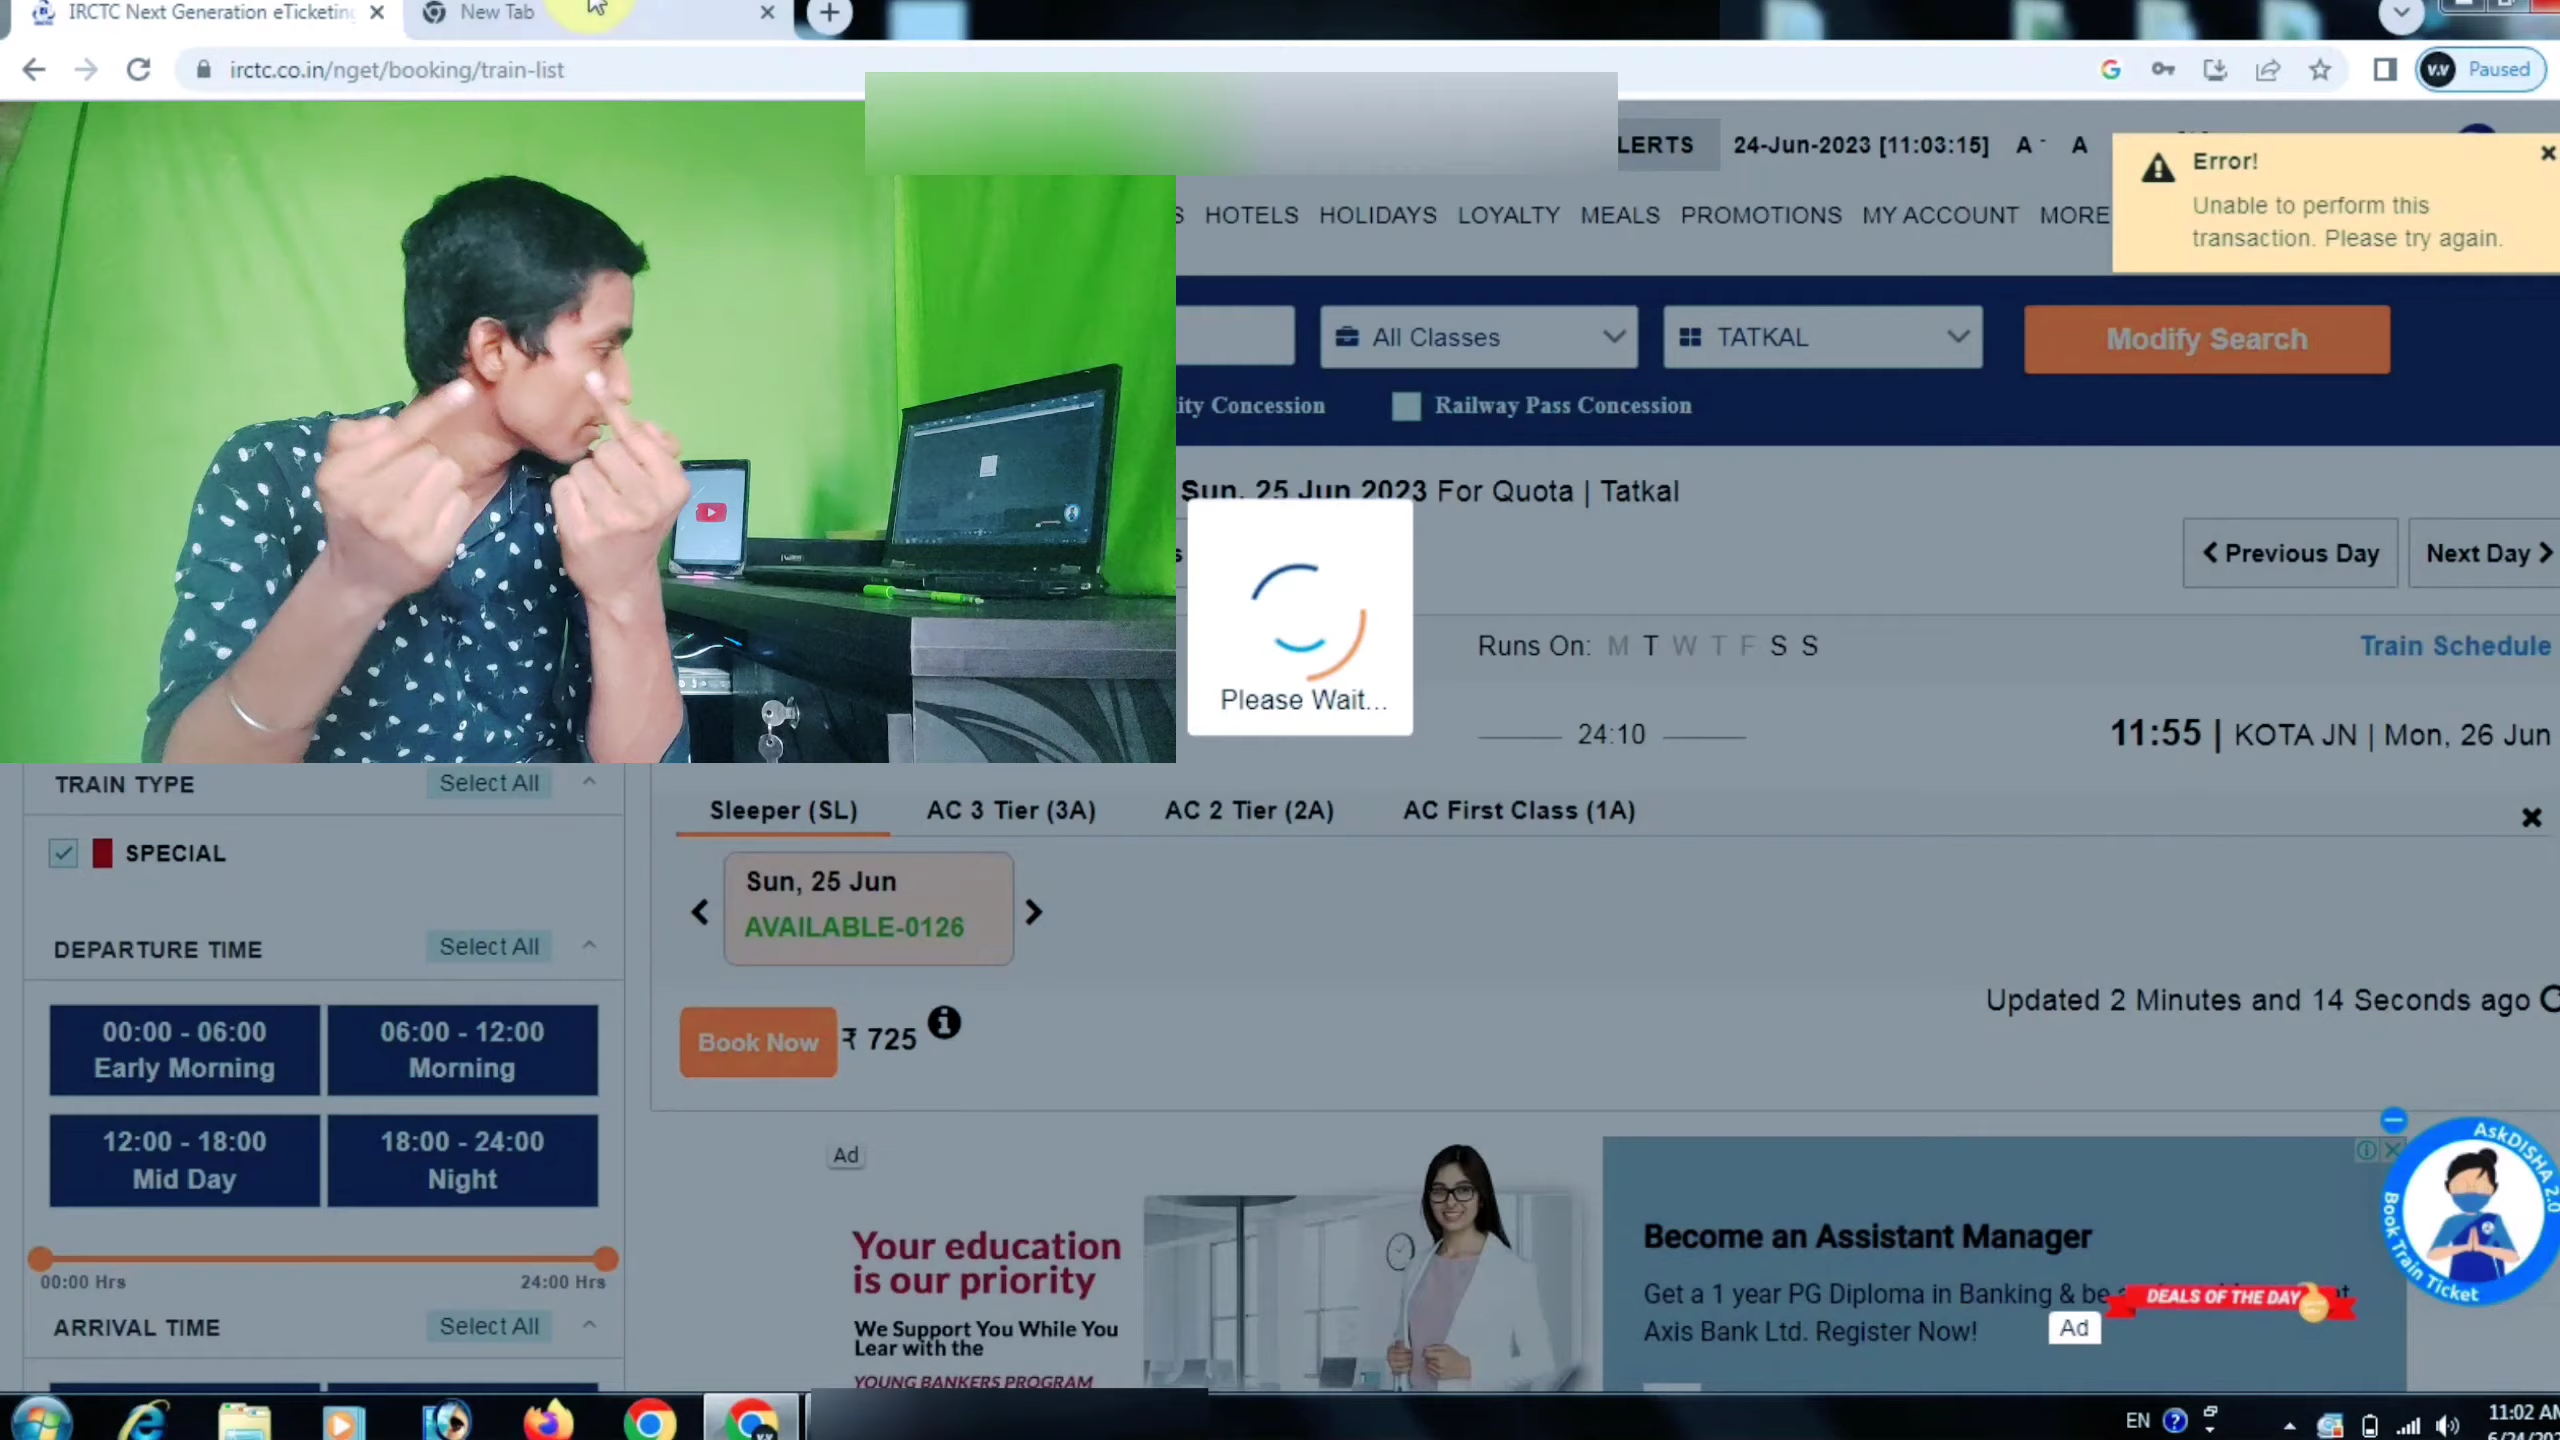 IRCTC Next Generation eTicketing
New Tab
irctc.co.in/nget/booking/train-list
Paused
LERTS
24-Jun-2023 [11:03:15]
A -
A
Error!
Unable to perform this
transaction. Please try again.
S
HOTELS
HOLIDAYS
LOYALTY
MEALS
PROMOTIONS
MY ACCOUNT
MORE
All Classes
TATKAL
Modify Search
ity Concession
Railway Pass Concession
Sun, 25 Jun 2023 For Quota | Tatkal
Previous Day
Next Day
Runs On: M T W T F S S
Train Schedule
Please Wait...
24:10
11:55 | KOTA JN | Mon, 26 Jun
TRAIN TYPE
Select All
Sleeper (SL)
AC 3 Tier (3A)
AC 2 Tier (2A)
AC First Class (1A)
SPECIAL
Sun, 25 Jun
AVAILABLE-0126
DEPARTURE TIME
Select All
Updated 2 Minutes and 14 Seconds ago
00:00 - 06:00
Early Morning
06:00 - 12:00
Morning
Book Now
₹ 725
12:00 - 18:00
Mid Day
18:00 - 24:00
Night
00:00 Hrs
24:00 Hrs
ARRIVAL TIME
Select All
Ad
Your education
is our priority
We Support You While You
Lear with the
YOUNG BANKERS PROGRAM
Become an Assistant Manager
Get a 1 year PG Diploma in Banking & be
Axis Bank Ltd. Register Now!
Ad
DEALS OF THE DAY
AskDISHA 2.0
Book Train Ticket
EN
11:02 AM